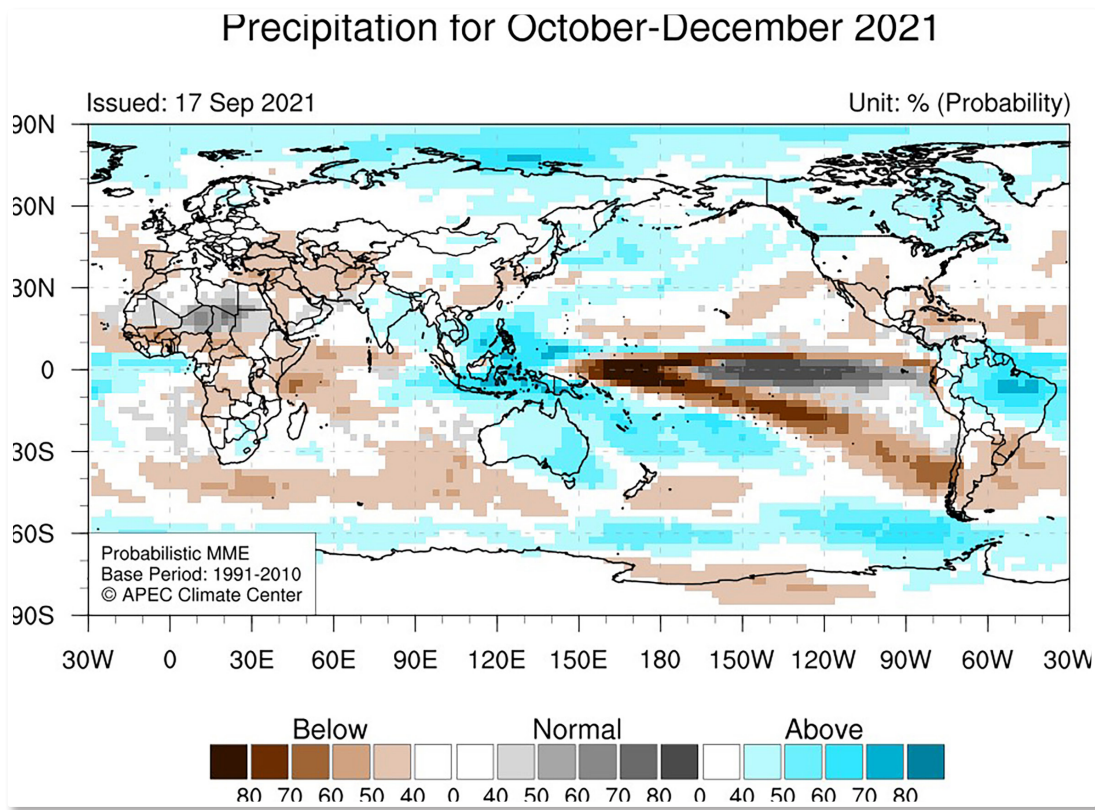 Precipitation for October-December 2021
Issued: 17 Sep 2021
Unit: % (Probability)
90N
60N
30N
0
30S
60S
90S
Probabilistic MME
Base Period: 1991-2010
© APEC Climate Center
30W 0 30E 60E 90E 120E 150E 180 150W 120W 90W 60W 30W
Below Normal Above
80 70 60 50 40 0 40 50 60 70 80 0 40 50 60 70 80